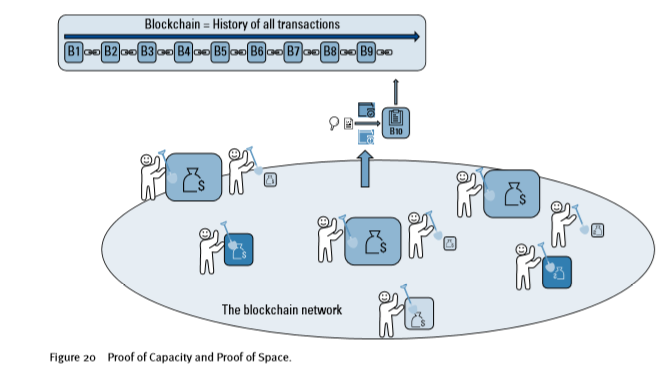 Blockchain = History of all transactions
B1 B2 B3 B4 B5 B6 B7 B8 B9
B10
$
$
$
$
$
$
The blockchain network
$
Figure 20 Proof of Capacity and Proof of Space.